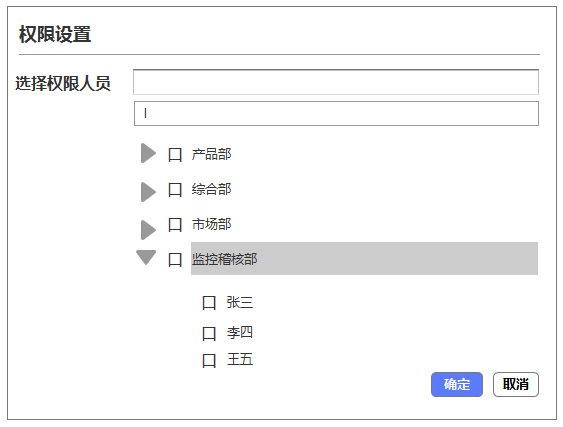 权限设置
选择权限人员
产品部
综合部
市场部
监控稽核部
张三
李四
王五
确定 取消